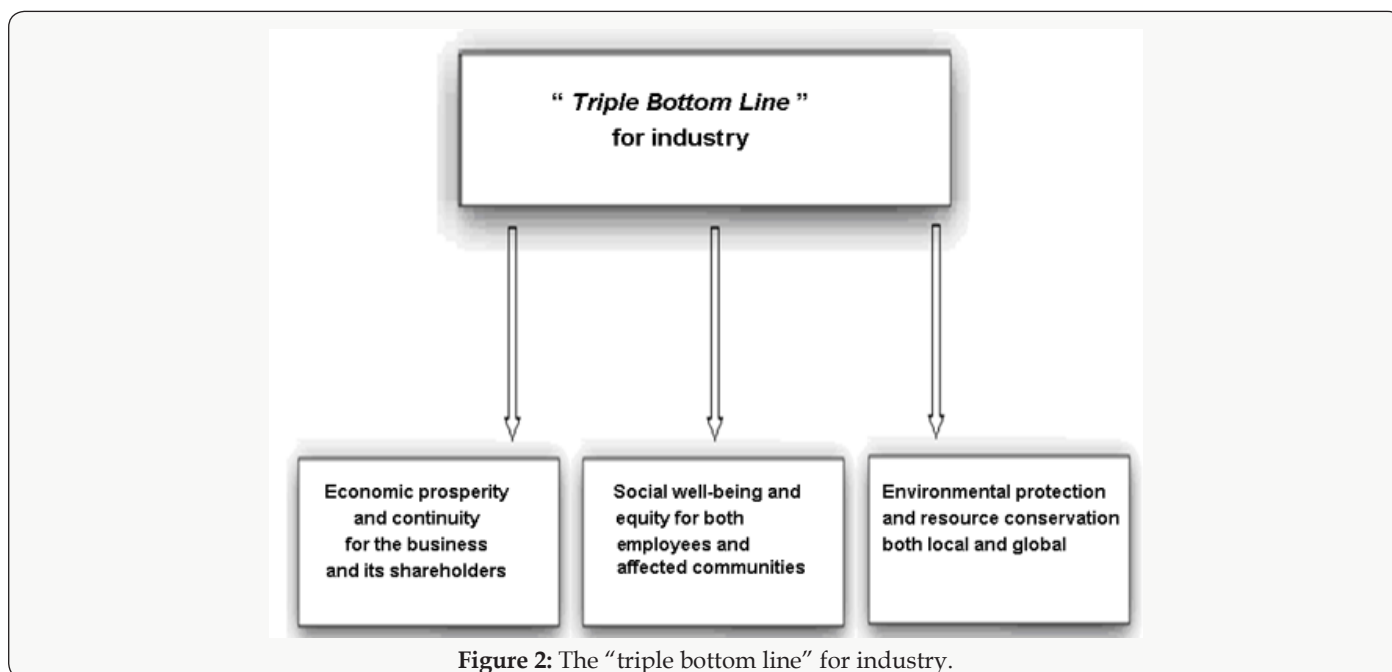 “ Triple Bottom Line ”
for industry
Economic prosperity
and continuity
for the business
and its shareholders
Social well-being and
equity for both
employees and
affected communities
Environmental protection
and resource conservation
both local and global
Figure 2: The “triple bottom line” for industry.